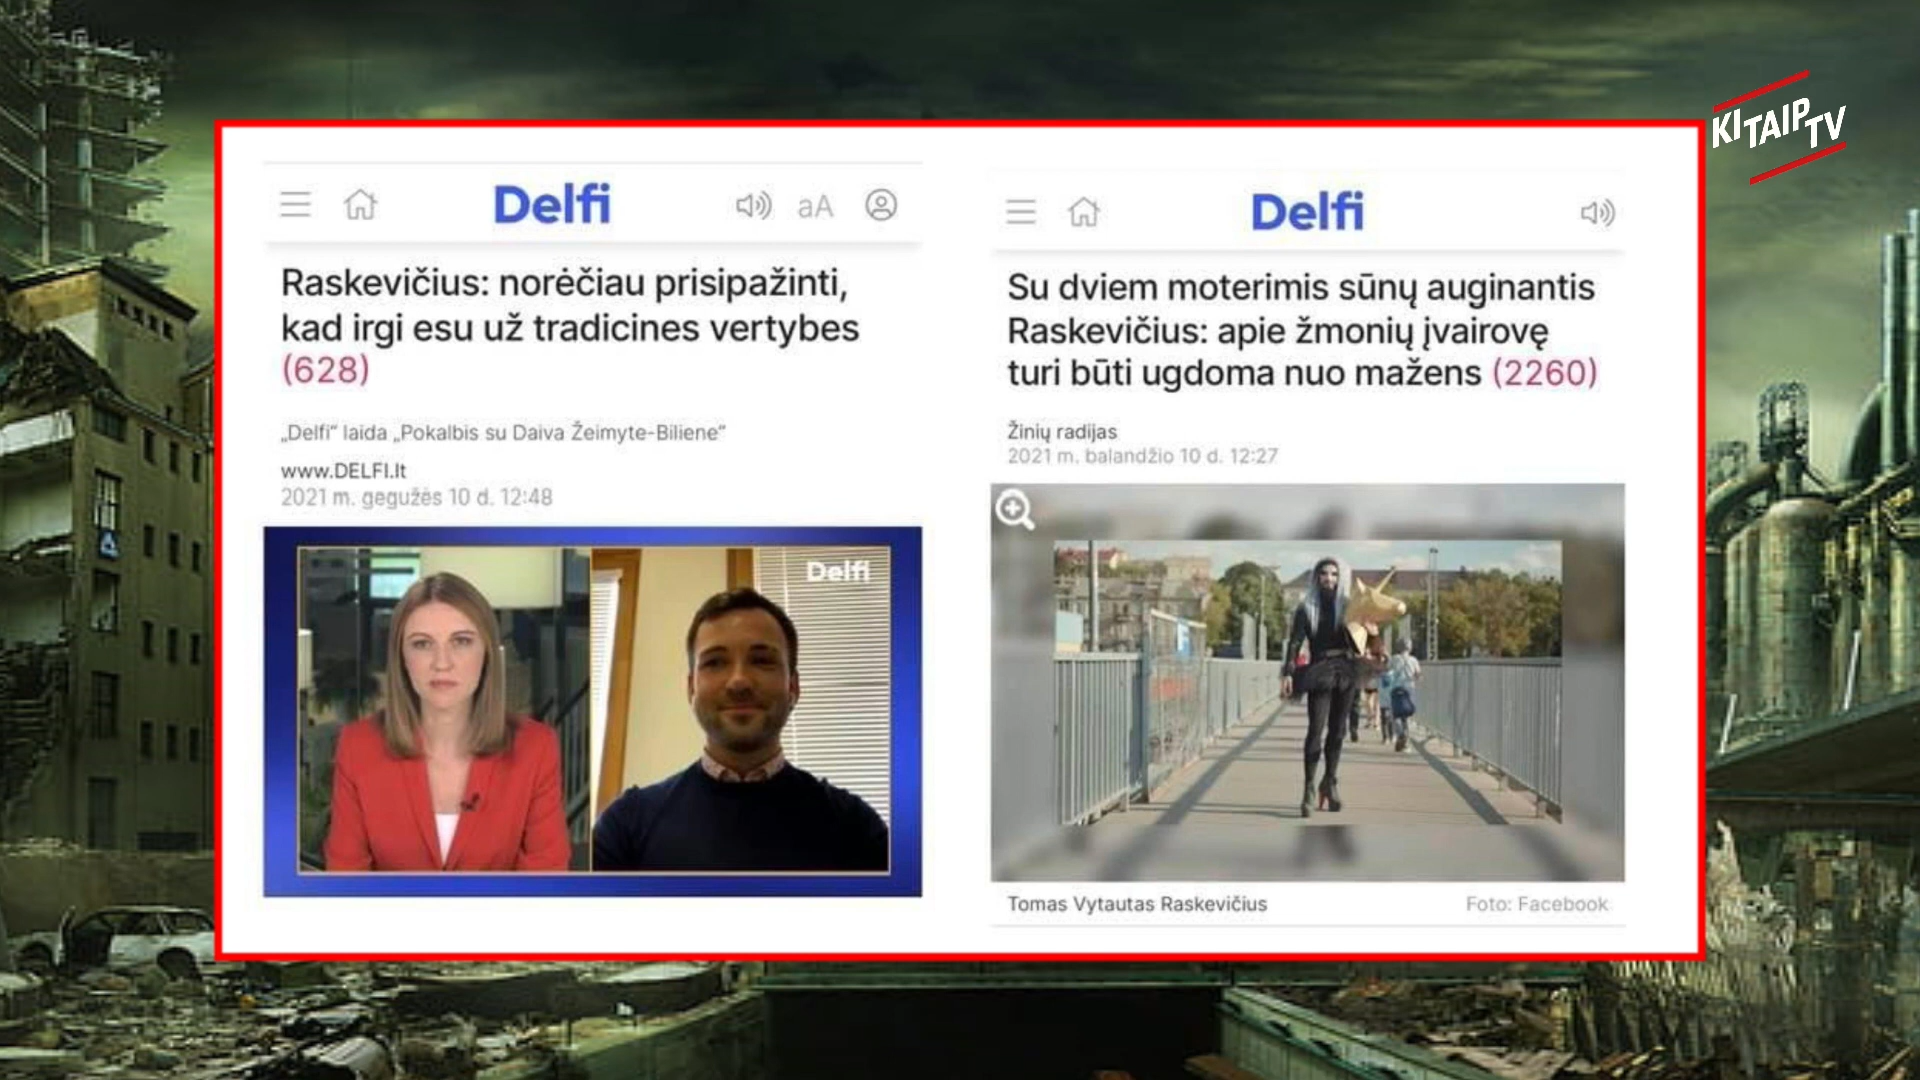 KITAIP TV
Delfi
aA
Raskevičius: norėčiau prisipažinti,
kad irgi esu už tradicines vertybes
(628)
„Delfi“ laida „Pokalbis su Daiva Žeimyte-Biliene“
www.DELFI.lt
2021 m. gegužės 10 d. 12:48
Delfi
Delfi
Su dviem moterimis sūnų auginantis
Raskevičius: apie žmonių įvairovę
turi būti ugdoma nuo mažens (2260)
Žinių radijas
2021 m. balandžio 10 d. 12:27
Tomas Vytautas Raskevičius
Foto: Facebook